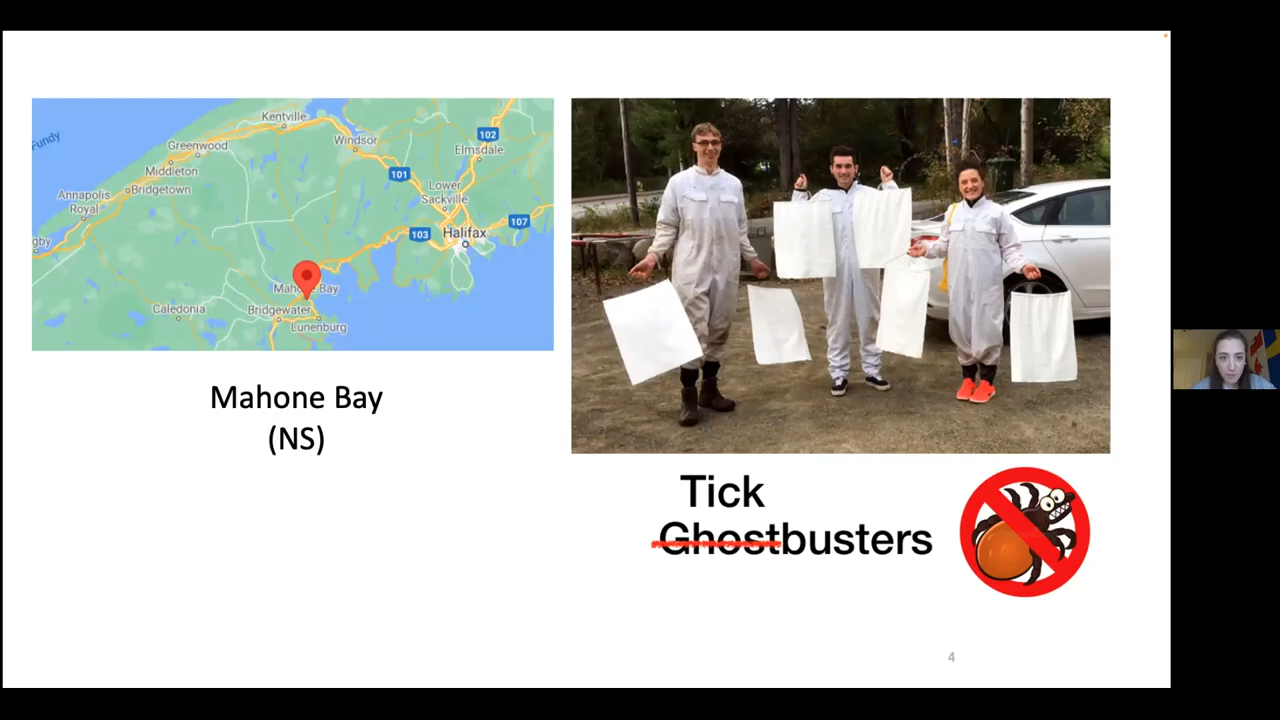 Kentville
102
Fundy
Greenwood
Windsor
Elmsdale
Middleton
101
Lower
Sackville
Annapolis
Royal
Bridgetown
107
103
Halifax
gby
Mahone Bay
Caledonia
Bridgewater
Lunenburg
Mahone Bay
(NS)
Tick
Ghostbusters
4